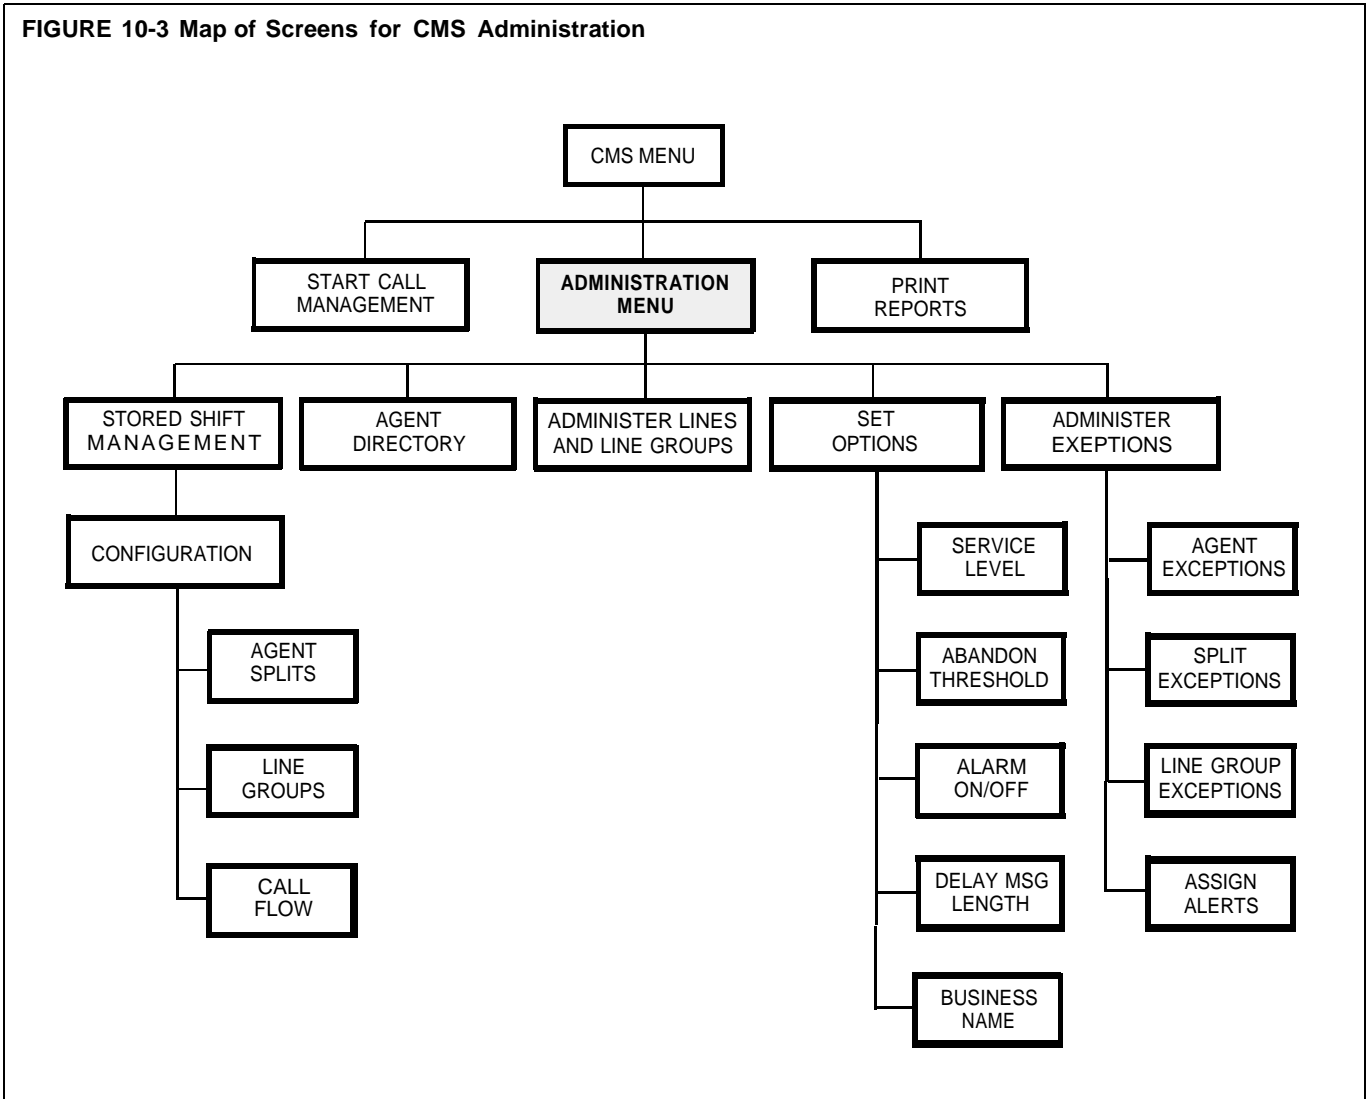 FIGURE 10-3 Map of Screens for CMS Administration
CMS MENU
START CALL
MANAGEMENT
ADMINISTRATION
MENU
PRINT
REPORTS
STORED SHIFT
MANAGEMENT
AGENT
DIRECTORY
ADMINISTER LINES
AND LINE GROUPS
SET
OPTIONS
ADMINISTER
EXEPTIONS
CONFIGURATION
AGENT
SPLITS
LINE
GROUPS
CALL
FLOW
SERVICE
LEVEL
ABANDON
THRESHOLD
ALARM
ON/OFF
DELAY MSG
LENGTH
BUSINESS
NAME
AGENT
EXCEPTIONS
SPLIT
EXCEPTIONS
LINE GROUP
EXCEPTIONS
ASSIGN
ALERTS